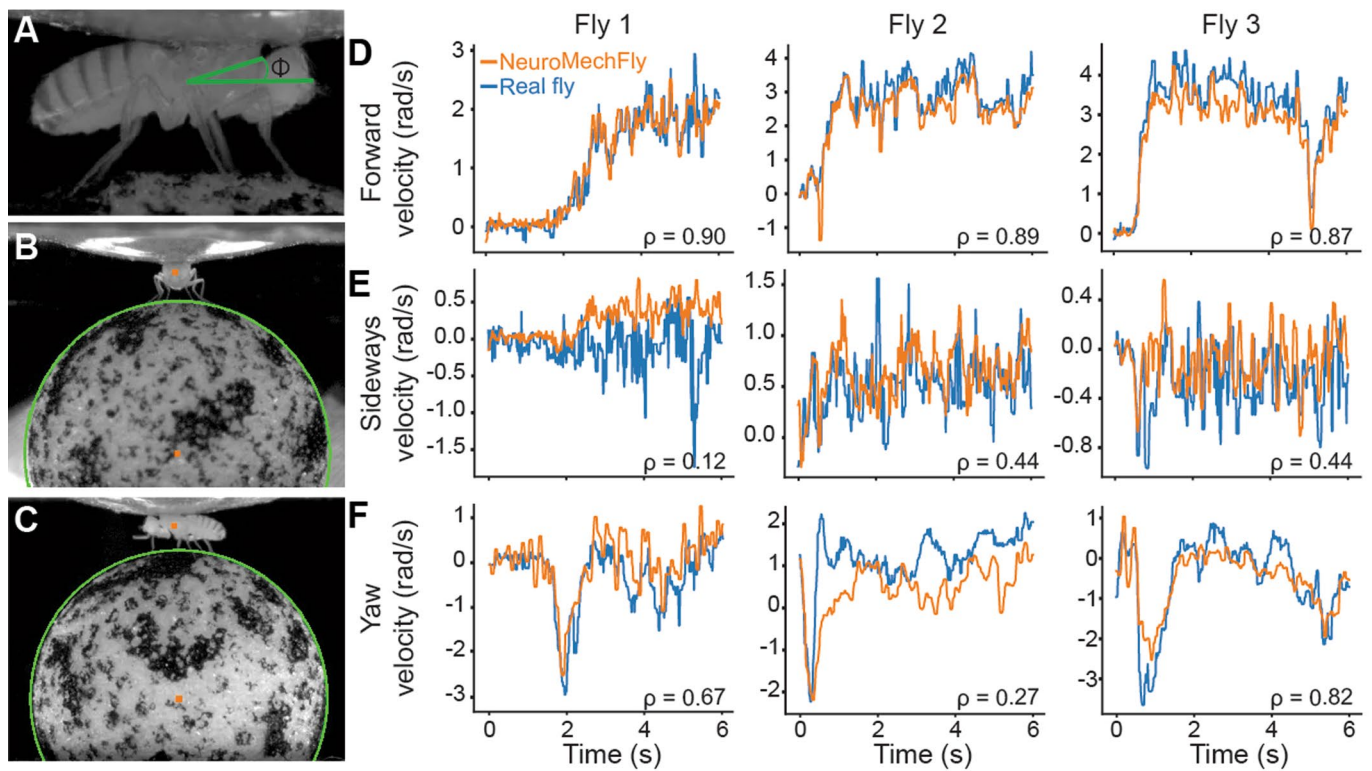 A
Φ
B
C
Fly 1 Fly 2 Fly 3
D
NeuroMechFly
Real fly
Forward
velocity (rad/s)
3
2
1
0
ρ = 0.90
4
3
2
1
0
-1
ρ = 0.89
4
3
2
1
0
ρ = 0.87
E
Sideways
velocity (rad/s)
0.5
0.0
-0.5
-1.0
-1.5
ρ = 0.12
1.5
1.0
0.5
0.0
ρ = 0.44
0.4
0.0
-0.4
-0.8
ρ = 0.44
F
Yaw
velocity (rad/s)
1
0
-1
-2
-3
ρ = 0.67
0 2 4 6
Time (s)
2
1
0
-1
-2
ρ = 0.27
0 2 4 6
Time (s)
1
0
-1
-2
-3
-4
ρ = 0.82
0 2 4 6
Time (s)